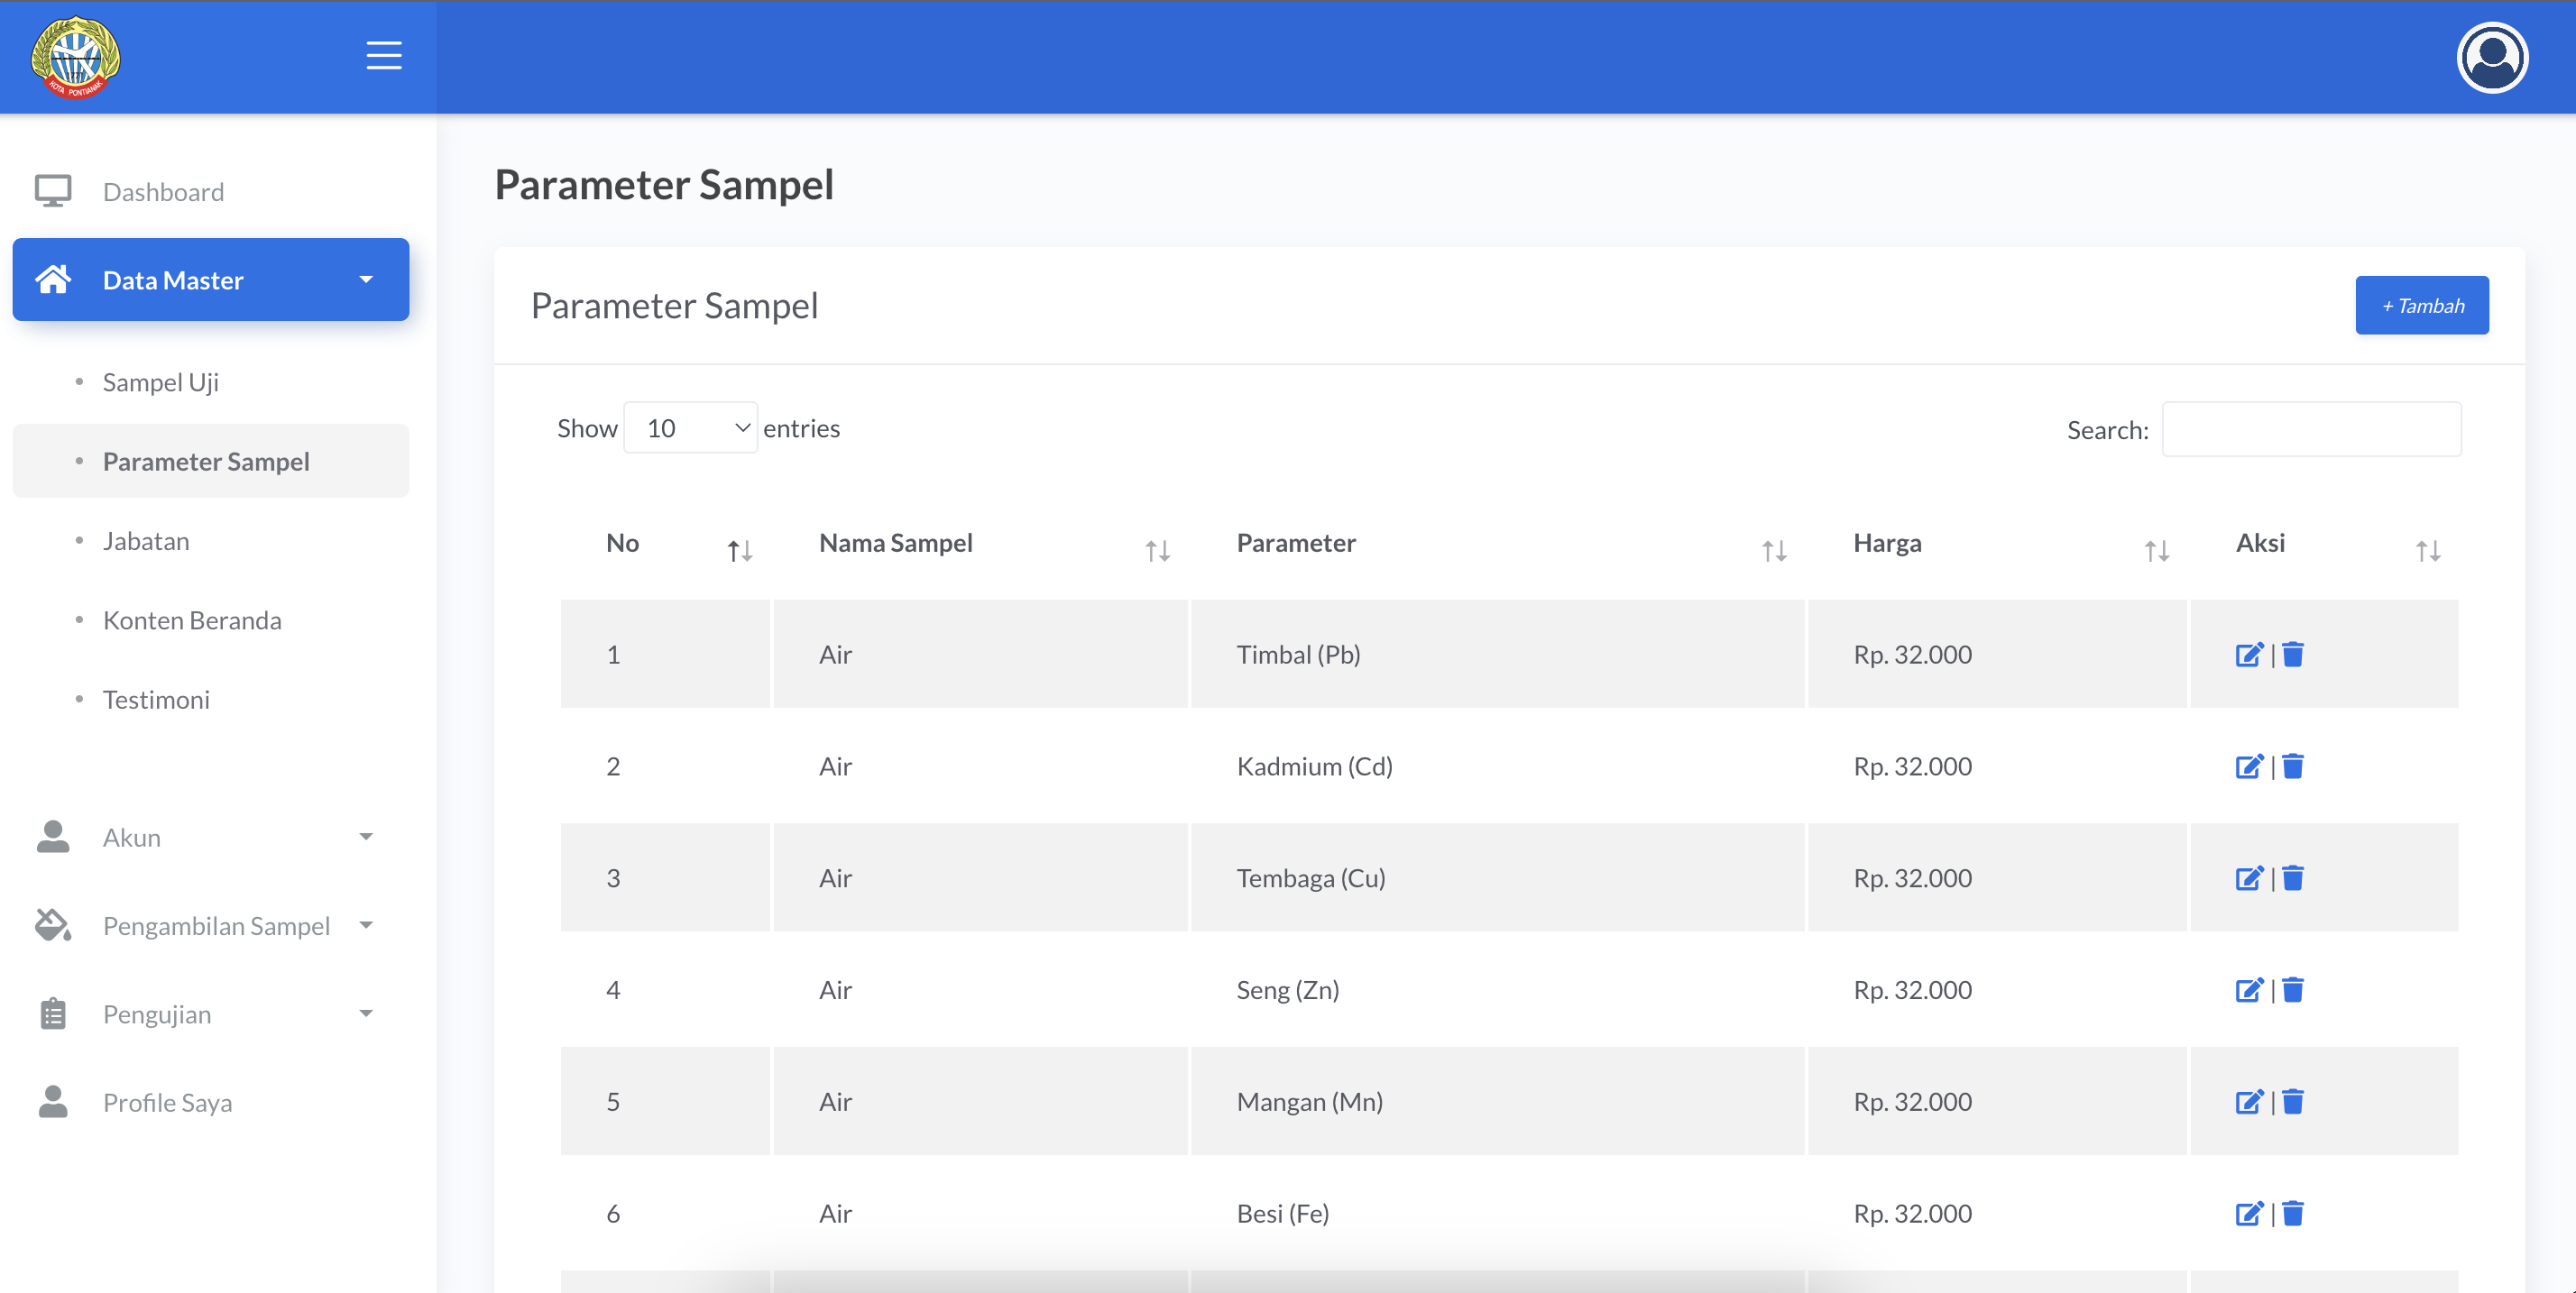 1771
KOTA PONTIANAK
Dashboard
Data Master
Sampel Uji
Parameter Sampel
Jabatan
Konten Beranda
Testimoni
Akun
Pengambilan Sampel
Pengujian
Profile Saya
Parameter Sampel
Parameter Sampel
+ Tambah
Show 10 entries
Search:
No Nama Sampel Parameter Harga Aksi
1 Air Timbal (Pb) Rp. 32.000 |
2 Air Kadmium (Cd) Rp. 32.000 |
3 Air Tembaga (Cu) Rp. 32.000 |
4 Air Seng (Zn) Rp. 32.000 |
5 Air Mangan (Mn) Rp. 32.000 |
6 Air Besi (Fe) Rp. 32.000 |